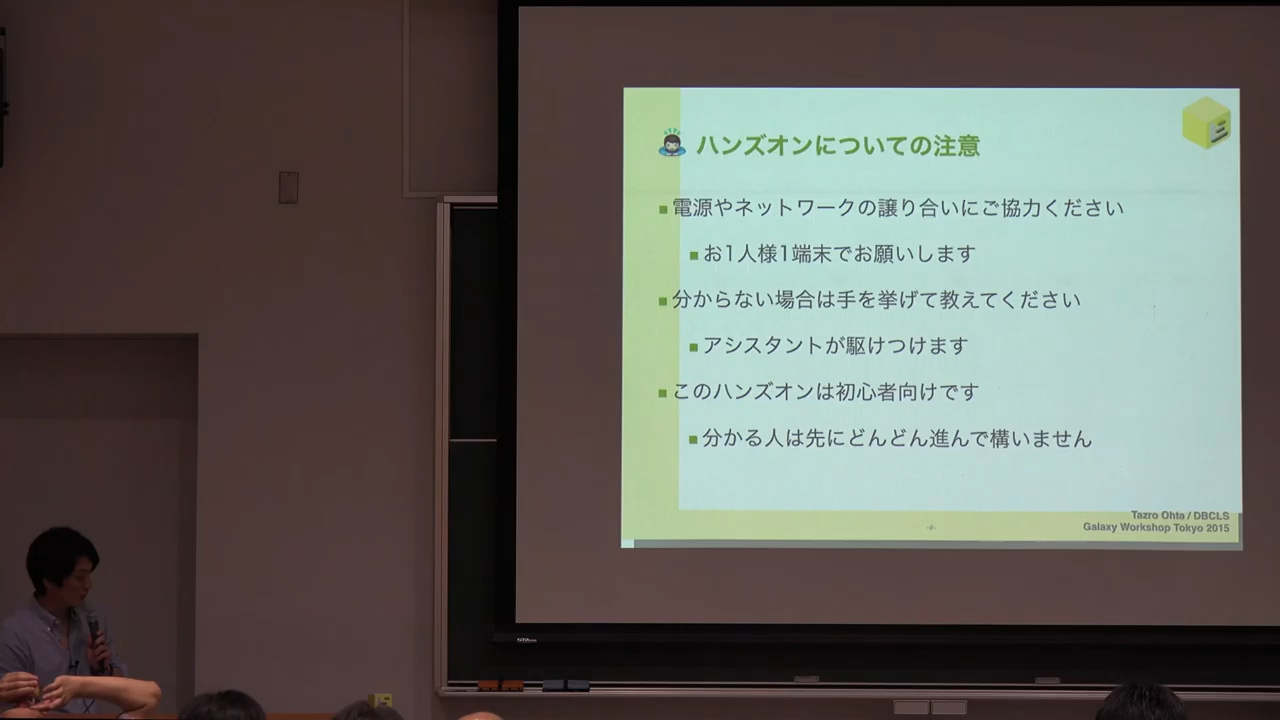 ハンズオンについての注意
電源やネットワークの譲り合いにご協力ください
お1人様1端末でお願いします
分からない場合は手を挙げて教えてください
アシスタントが駆けつけます
このハンズオンは初心者向けです
分かる人は先にどんどん進んで構いません
Tazro Ohta / DBCLS
Galaxy Workshop Tokyo 2015